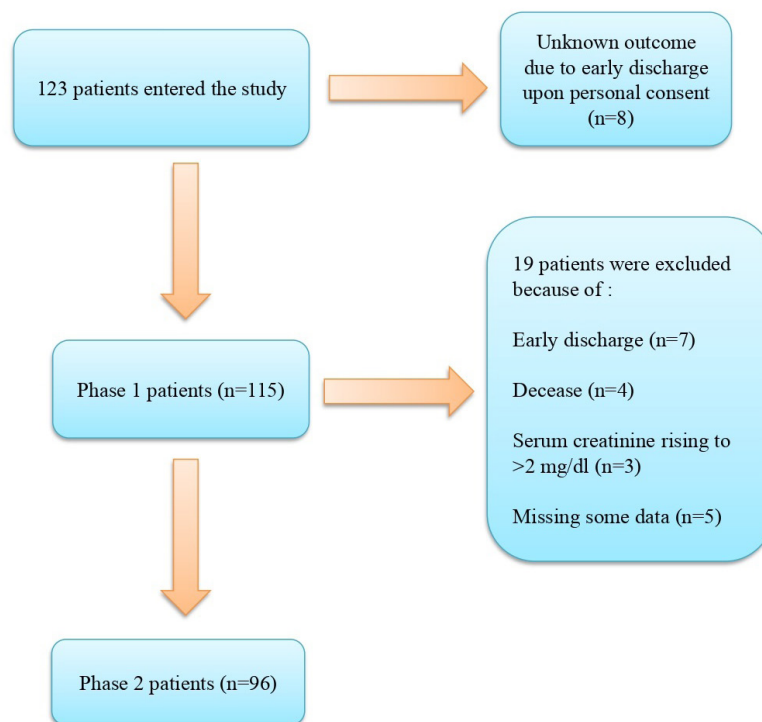 123 patients entered the study
Unknown outcome
due to early discharge
upon personal consent
(n=8)
19 patients were excluded
because of :
Early discharge (n=7)
Decease (n=4)
Serum creatinine rising to
>2 mg/dl (n=3)
Missing some data (n=5)
Phase 1 patients (n=115)
Phase 2 patients (n=96)